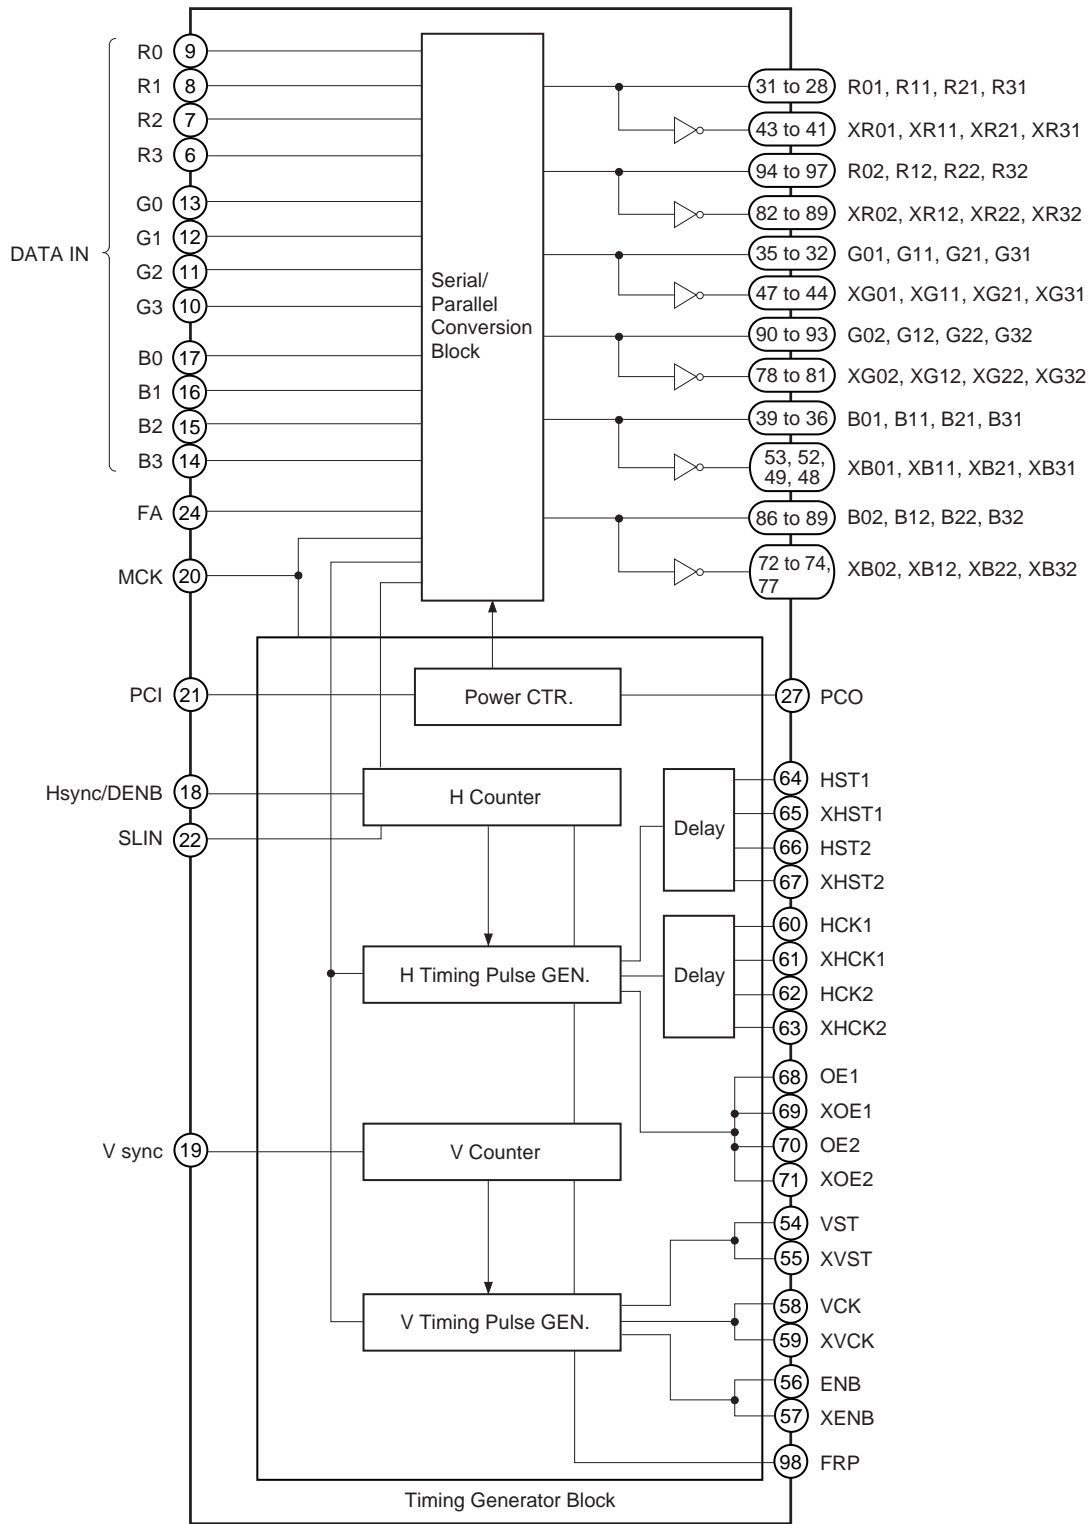 DATA IN
R0 9
R1 8
R2 7
R3 6
G0 13
G1 12
G2 11
G3 10
B0 17
B1 16
B2 15
B3 14
FA 24
MCK 20
PCI 21
Hsync/DENB 18
SLIN 22
V sync 19
Serial/
Parallel
Conversion
Block
31 to 28 R01, R11, R21, R31
43 to 41 XR01, XR11, XR21, XR31
94 to 97 R02, R12, R22, R32
82 to 89 XR02, XR12, XR22, XR32
35 to 32 G01, G11, G21, G31
47 to 44 XG01, XG11, XG21, XG31
90 to 93 G02, G12, G22, G32
78 to 81 XG02, XG12, XG22, XG32
39 to 36 B01, B11, B21, B31
53, 52,
49, 48
XB01, XB11, XB21, XB31
86 to 89 B02, B12, B22, B32
72 to 74,
77
XB02, XB12, XB22, XB32
Power CTR.
27 PCO
H Counter
Delay
64 HST1
65 XHST1
66 HST2
67 XHST2
H Timing Pulse GEN.
Delay
60 HCK1
61 XHCK1
62 HCK2
63 XHCK2
68 OE1
69 XOE1
70 OE2
71 XOE2
V Counter
54 VST
55 XVST
V Timing Pulse GEN.
58 VCK
59 XVCK
56 ENB
57 XENB
98 FRP
Timing Generator Block